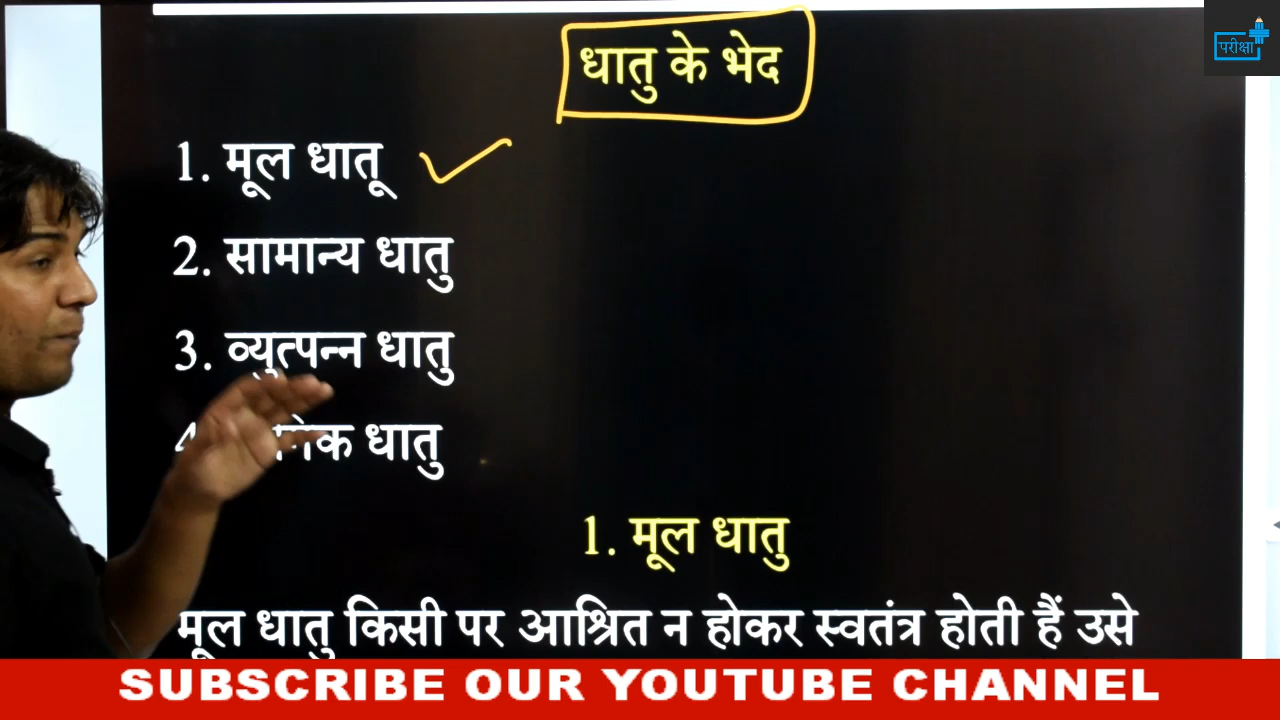 परीक्षा
धातु के भेद
1. मूल धातू
2. सामान्य धातु
3. व्युत्पन्न धातु
धातु
1. मूल धातु
मूल धातु किसी पर आश्रित न होकर स्वतंत्र होती हैं उसे
SUBSCRIBE OUR YOUTUBE CHANNEL